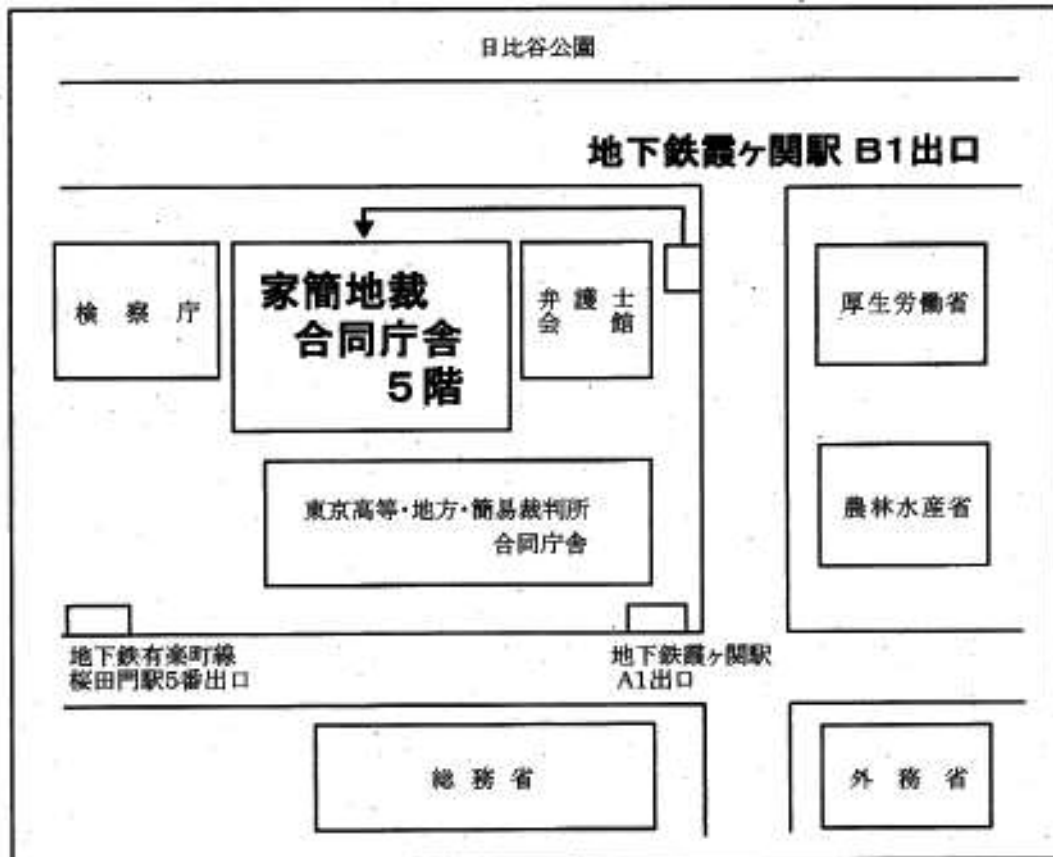 日比谷公園
地下鉄霞ヶ関駅 B1出口
検察庁
家簡地裁
合同庁舎
5階
弁護士
会館
厚生労働省
東京高等・地方・簡易裁判所
合同庁舎
農林水産省
地下鉄有楽町線
桜田門駅5番出口
地下鉄霞ヶ関駅
A1出口
総務省
外務省